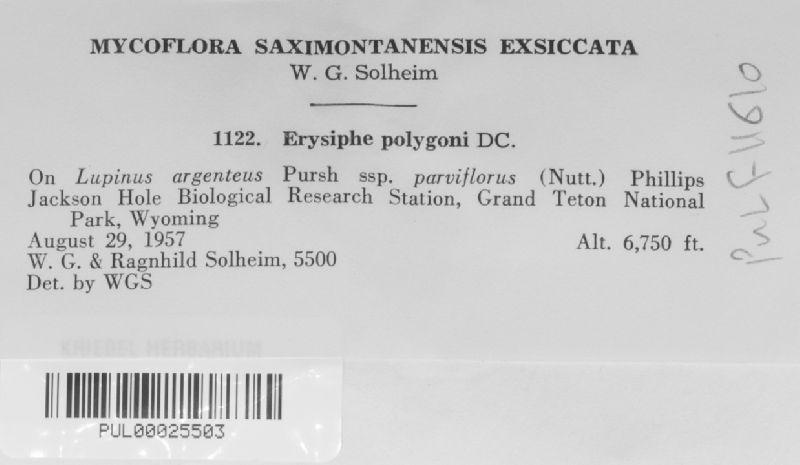 MYCOFLORA SAXIMONTANENSIS EXSICCATA
W. G. Solheim
1122. Erysiphe polygoni DC.
On Lupinus argenteus Pursh ssp. parviflorus (Nutt.) Phillips
Jackson Hole Biological Research Station, Grand Teton National
Park, Wyoming
August 29, 1957 Alt. 6,750 ft.
W. G. & Ragnhild Solheim, 5500
Det. by WGS
PUL F-11610
KRIEBEL HERBARIUM
PUL00025503